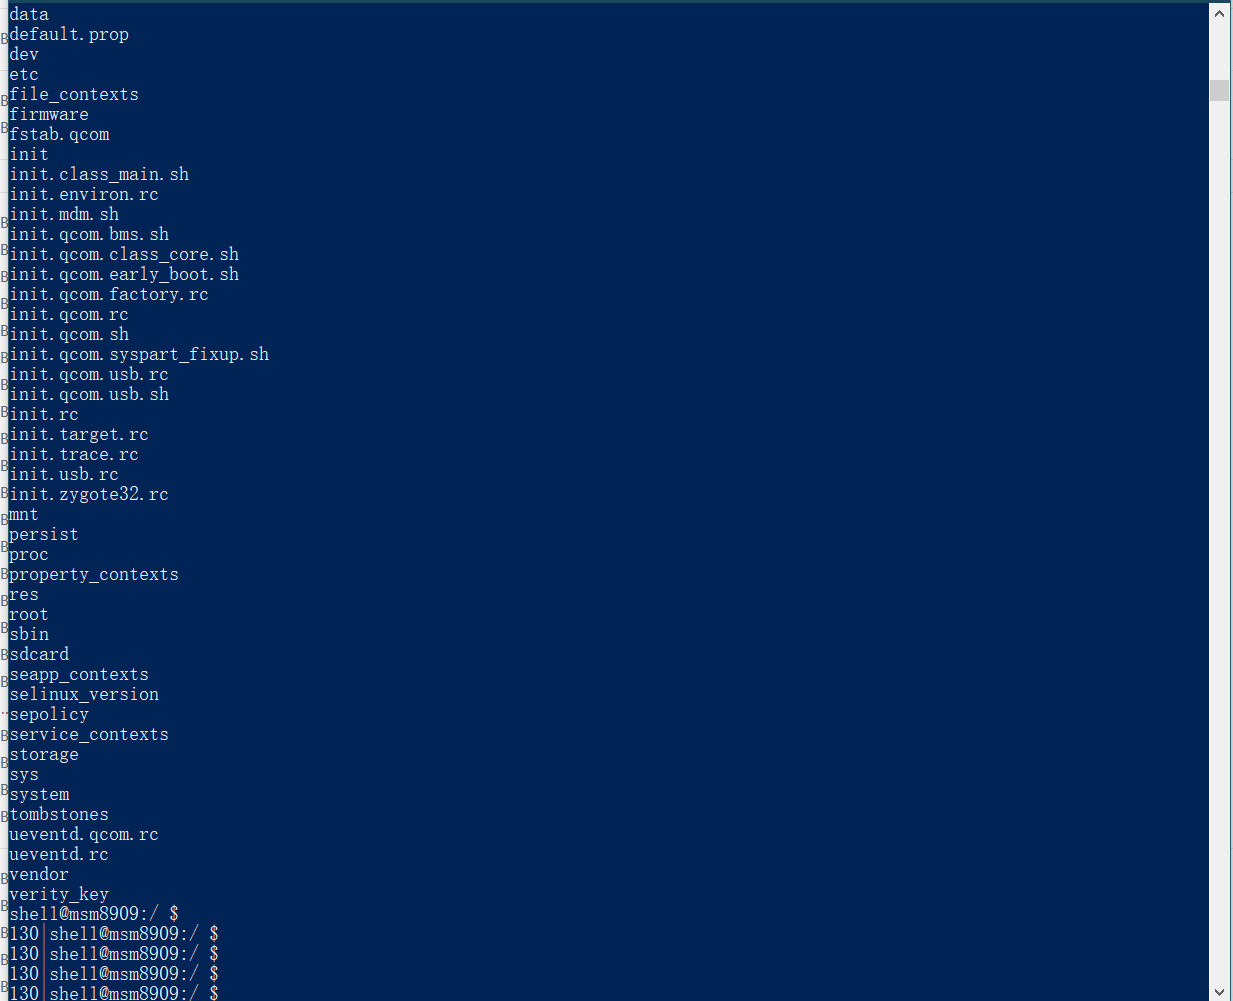 data
default.prop
dev
etc
file_contexts
firmware
fstab.qcom
init
init.class_main.sh
init.environ.rc
init.mdm.sh
init.qcom.bms.sh
init.qcom.class_core.sh
init.qcom.early_boot.sh
init.qcom.factory.rc
init.qcom.rc
init.qcom.sh
init.qcom.syspart_fixup.sh
init.qcom.usb.rc
init.qcom.usb.sh
init.rc
init.target.rc
init.trace.rc
init.usb.rc
init.zygote32.rc
mnt
persist
proc
property_contexts
res
root
sbin
sdcard
seapp_contexts
selinux_version
sepolicy
service_contexts
storage
sys
system
tombstones
ueventd.qcom.rc
ueventd.rc
vendor
verity_key
shell@msm8909:/ $
130|shell@msm8909:/ $
130|shell@msm8909:/ $
130|shell@msm8909:/ $
130|shell@msm8909:/ $